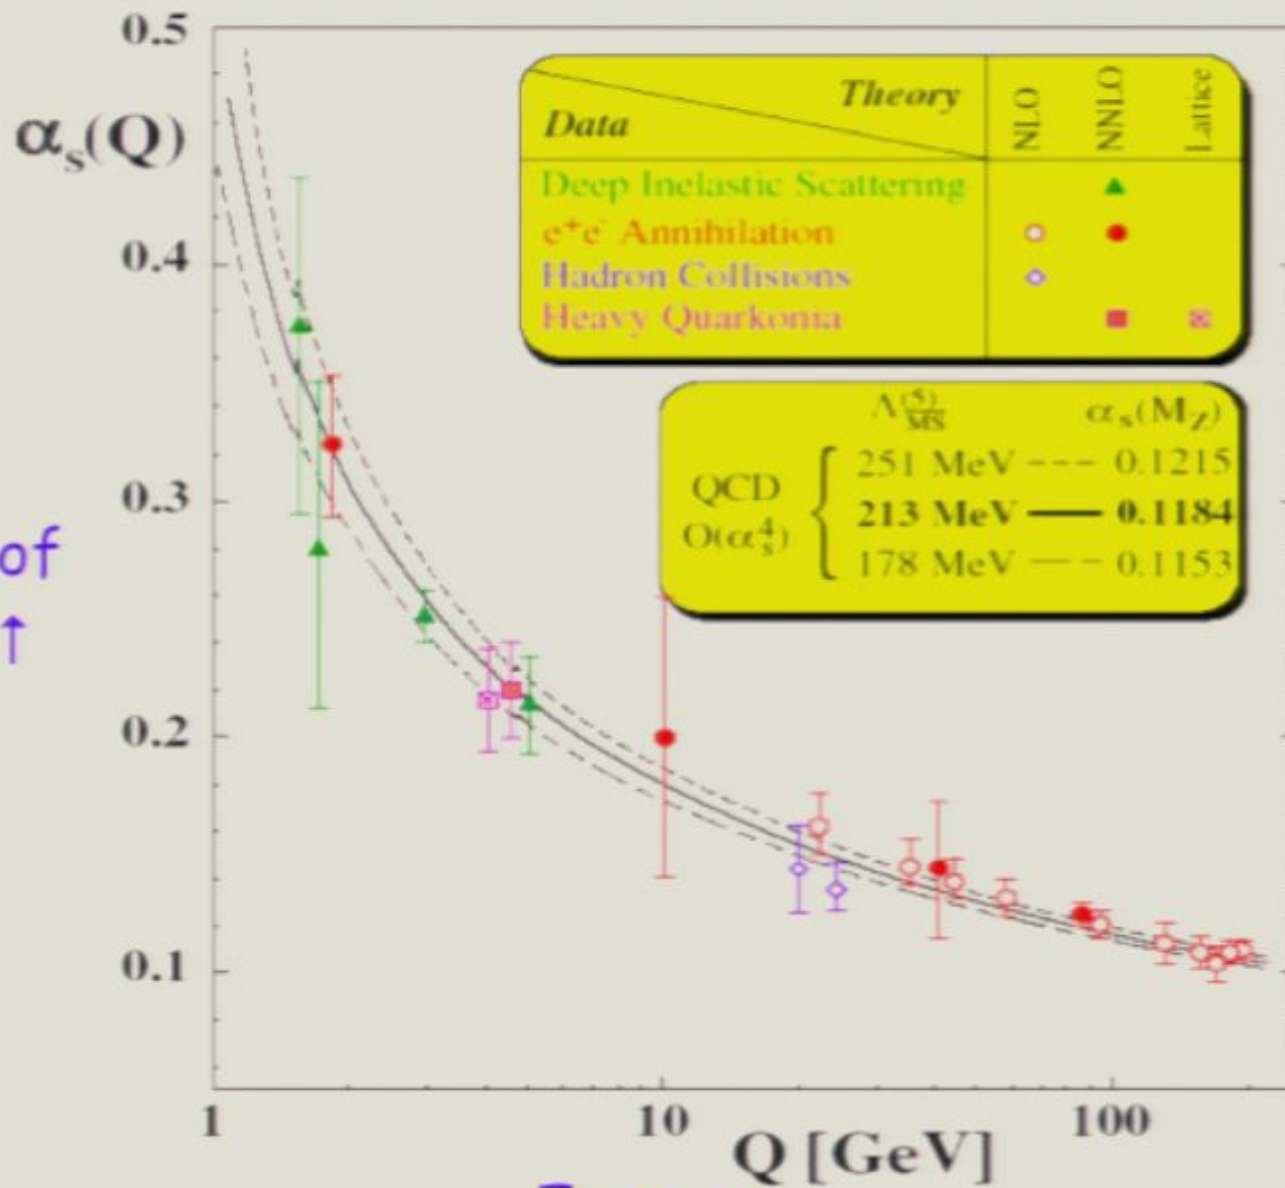 0.5
αs(Q)
0.4
0.3
0.2
0.1
of
↑
Theory
Data
NLO
NNLO
Lattice
Deep Inelastic Scattering
e⁺e⁻ Annihilation
Hadron Collisions
Heavy Quarkonia
Λ(5)MS αs(MZ)
QCD
O(αs⁴)
251 MeV 0.1215
213 MeV 0.1184
178 MeV 0.1153
1 10 100
Q [GeV]